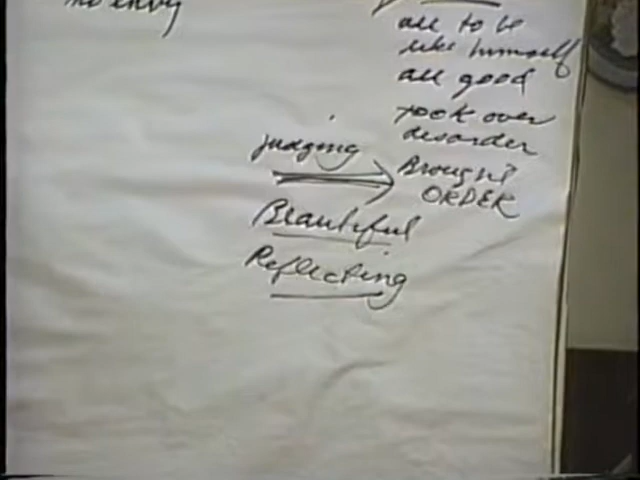 no envy
all to be
like himself
all good
took over
disorder
judging
Brought
ORDER
Beautiful
Reflecting